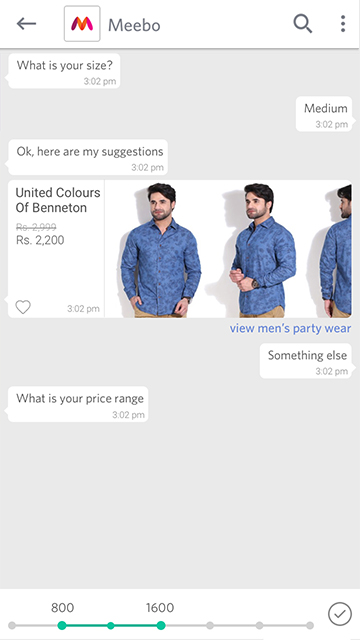 Meebo
What is your size?
3:02 pm
Medium
3:02 pm
Ok, here are my suggestions
3:02 pm
United Colours
Of Benneton
Rs. 2,999
Rs. 2,200
3:02 pm
view men's party wear
Something else
3:02 pm
What is your price range
3:02 pm
800 1600